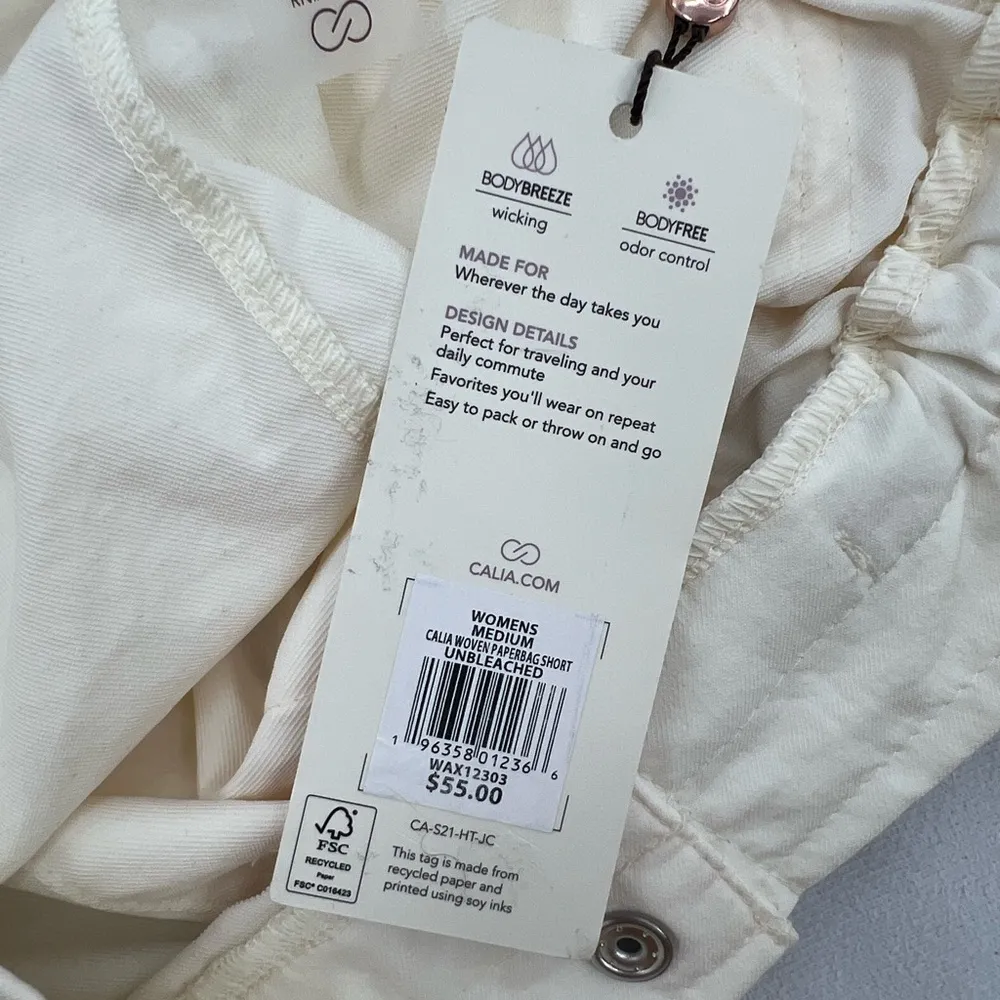 BODYBREEZE
wicking
BODYFREE
odor control
MADE FOR
Wherever the day takes you
DESIGN DETAILS
Perfect for traveling and your
daily commute
Favorites you'll wear on repeat
Easy to pack or throw on and go
CALIA.COM
WOMENS
MEDIUM
CALIA WOVEN PAPERBAG SHORT
UNBLEACHED
1 96358 01236 6
WAX12303
$55.00
CA-S21-HT-JC
FSC
RECYCLED
Paper
FSC® C016423
This tag is made from
recycled paper and
printed using soy inks